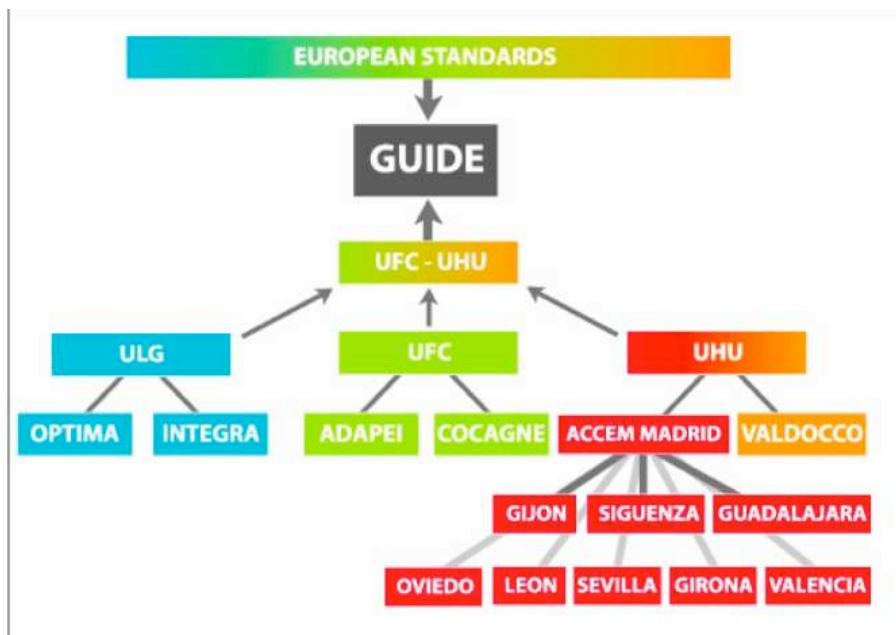 EUROPEAN STANDARDS
GUIDE
UFC - UHU
ULG
UFC
UHU
OPTIMA
INTEGRA
ADAPEI
COCAGNE
ACCEM MADRID
VALDOCCO
GIJON
SIGUENZA
GUADALAJARA
OVIEDO
LEON
SEVILLA
GIRONA
VALENCIA